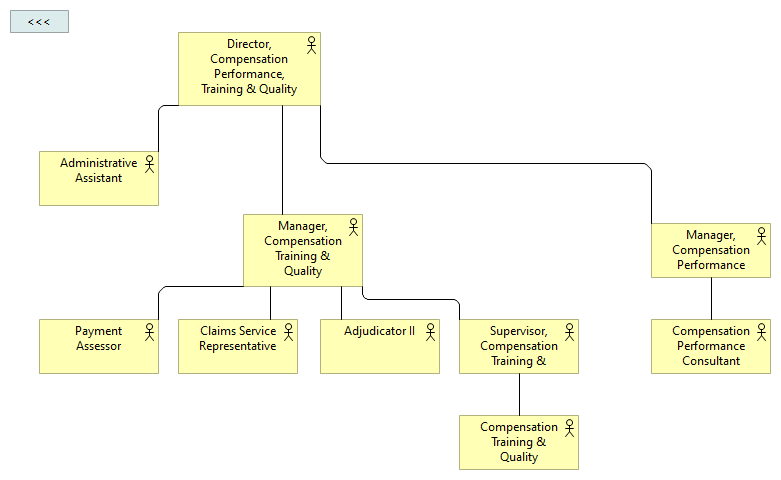 <<<
Director,
Compensation
Performance,
Training & Quality
Administrative
Assistant
Manager,
Compensation
Training &
Quality
Manager,
Compensation
Performance
Payment
Assessor
Claims Service
Representative
Adjudicator II
Supervisor,
Compensation
Training &
Compensation
Performance
Consultant
Compensation
Training &
Quality